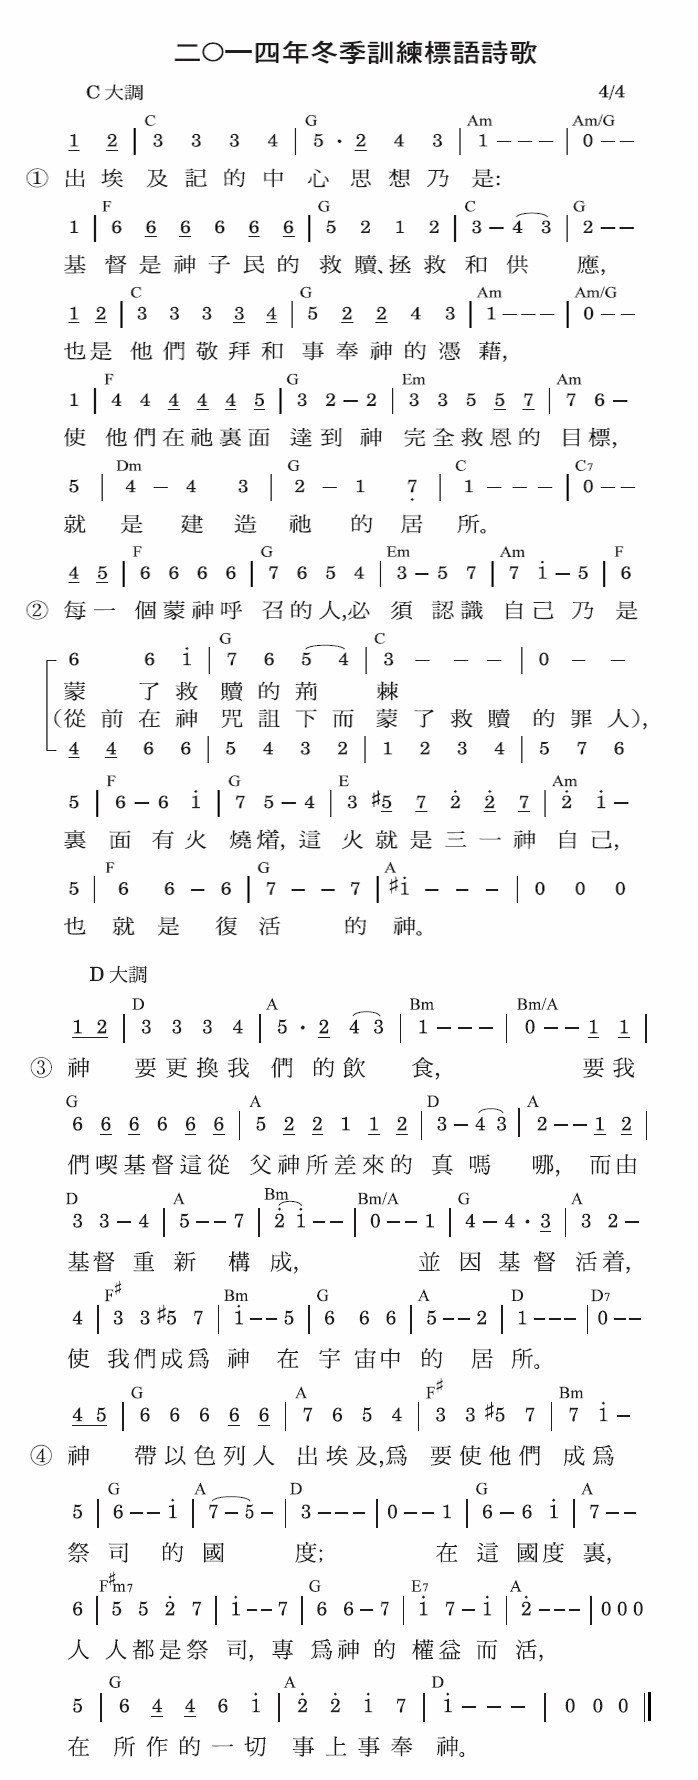 二〇一四年冬季訓練標語詩歌
C 大調 4/4
C G Am Am/G
1 2 | 3 3 3 4 | 5 · 2 4 3 | 1 – – – | 0 – –
① 出埃及記的中心思想乃是:
F G C G
1 | 6 6 6 6 6 6 | 5 2 1 2 | 3 – 4 3 | 2 – –
基督是神子民的救贖、拯救和供應,
C G Am Am/G
1 2 | 3 3 3 3 4 | 5 2 2 4 3 | 1 – – – | 0 – –
也是他們敬拜和事奉神的憑藉,
F G Em Am
1 | 4 4 4 4 4 5 | 3 2 – 2 | 3 3 5 5 7 | 7 6 –
使他們在祂裏面達到神完全救恩的目標,
Dm G C C7
5 | 4 – 4 3 | 2 – 1 7 | 1 – – – | 0 – –
就是建造祂的居所。
F G Em Am F
4 5 | 6 6 6 6 | 7 6 5 4 | 3 – 5 7 | 7 i – 5 | 6
② 每一個蒙神呼召的人,必須認識自己乃是
G C
6 6 i | 7 6 5 4 | 3 – – – | 0 – –
蒙了救贖的荊棘
(從前在神咒詛下而蒙了救贖的罪人),
4 4 6 6 | 5 4 3 2 | 1 2 3 4 | 5 7 6
F G E Am
5 | 6 – 6 i | 7 5 – 4 | 3 ♯5 7 2 2 7 | 2 i –
裏面有火燒着,這火就是三一神自己,
F G A
5 | 6 6 – 6 | 7 – – 7 | ♯i – – – | 0 0 0
也就是復活的神。
D 大調
D A Bm Bm/A
1 2 | 3 3 3 4 | 5 · 2 4 3 | 1 – – – | 0 – – 1 1 |
③ 神要更換我們的飲食,要我
G A D A
6 6 6 6 6 6 | 5 2 2 1 1 2 | 3 – 4 3 | 2 – – 1 2 |
們喫基督這從父神所差來的真嗎哪,而由
D A Bm Bm/A G A
3 3 – 4 | 5 – – 7 | 2 i – – | 0 – – 1 | 4 – 4 · 3 | 3 2 –
基督重新構成,並因基督活着,
F♯ Bm G A D D7
4 | 3 3 ♯5 7 | i – – 5 | 6 6 6 | 5 – – 2 | 1 – – – | 0 – –
使我們成爲神在宇宙中的居所。
G A F♯ Bm
4 5 | 6 6 6 6 6 | 7 6 5 4 | 3 3 ♯5 7 | 7 i –
④ 神帶以色列人出埃及,爲要使他們成爲
G A D G A
5 | 6 – – i | 7 – 5 – | 3 – – – | 0 – – 1 | 6 – 6 i | 7 – –
祭司的國度;在這國度裏,
F♯m7 G E7 A
6 | 5 5 2 7 | i – – 7 | 6 6 – 7 | i 7 – i | 2 – – – | 0 0 0
人人都是祭司,專爲神的權益而活,
G A D
5 | 6 4 4 6 i | 2 2 i 7 | i – – – | 0 0 0 ‖
在所作的一切事上事奉神。